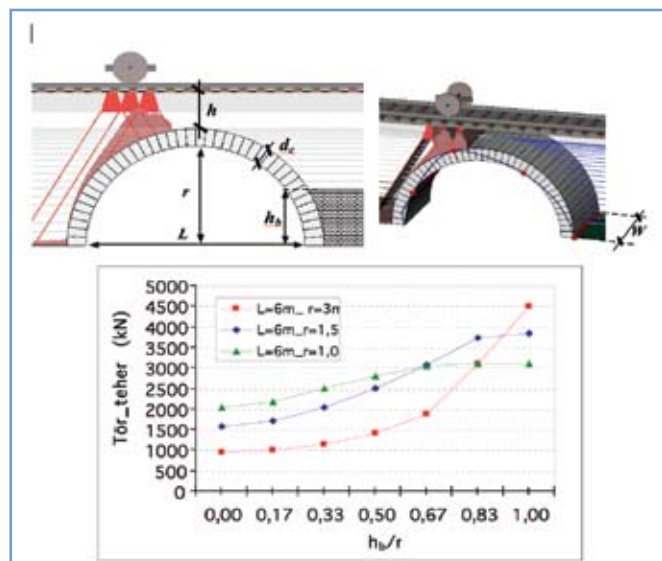 h
d_c
r
h_b
L
W
5000
4500
4000
3500
3000
2500
2000
1500
1000
500
0
Tör_teher (kN)
L=6m_ r=3m
L=6m_r=1,5
L=6m_r=1,0
0,00 0,17 0,33 0,50 0,67 0,83 1,00
h_b/r